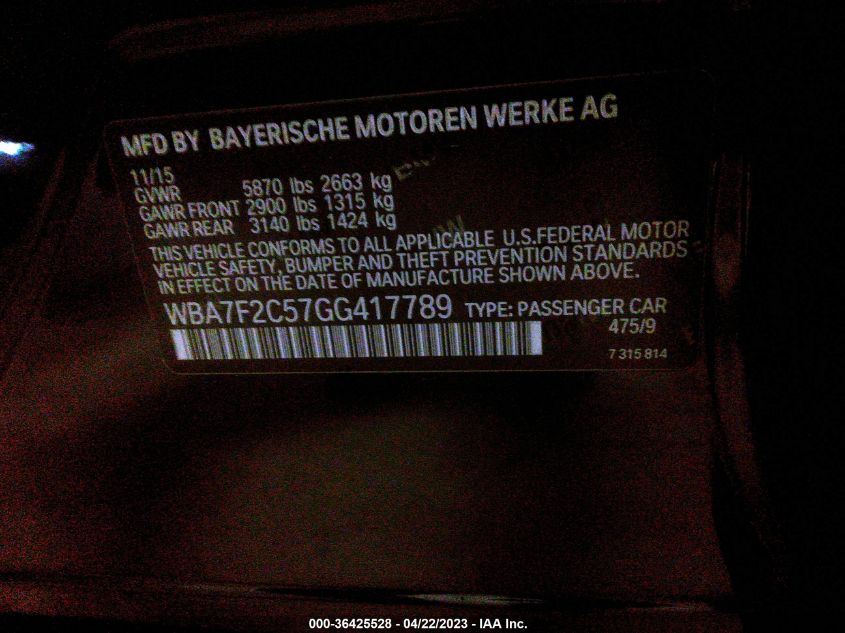 MFD BY BAYERISCHE MOTOREN WERKE AG
11/15
GVWR 5870 lbs 2663 kg
GAWR FRONT 2900 lbs 1315 kg
GAWR REAR 3140 lbs 1424 kg
THIS VEHICLE CONFORMS TO ALL APPLICABLE U.S.FEDERAL MOTOR
VEHICLE SAFETY, BUMPER AND THEFT PREVENTION STANDARDS
IN EFFECT ON THE DATE OF MANUFACTURE SHOWN ABOVE.
WBA7F2C57GG417789 TYPE: PASSENGER CAR
475/9
7 315 814
000-36425528 - 04/22/2023 - IAA Inc.